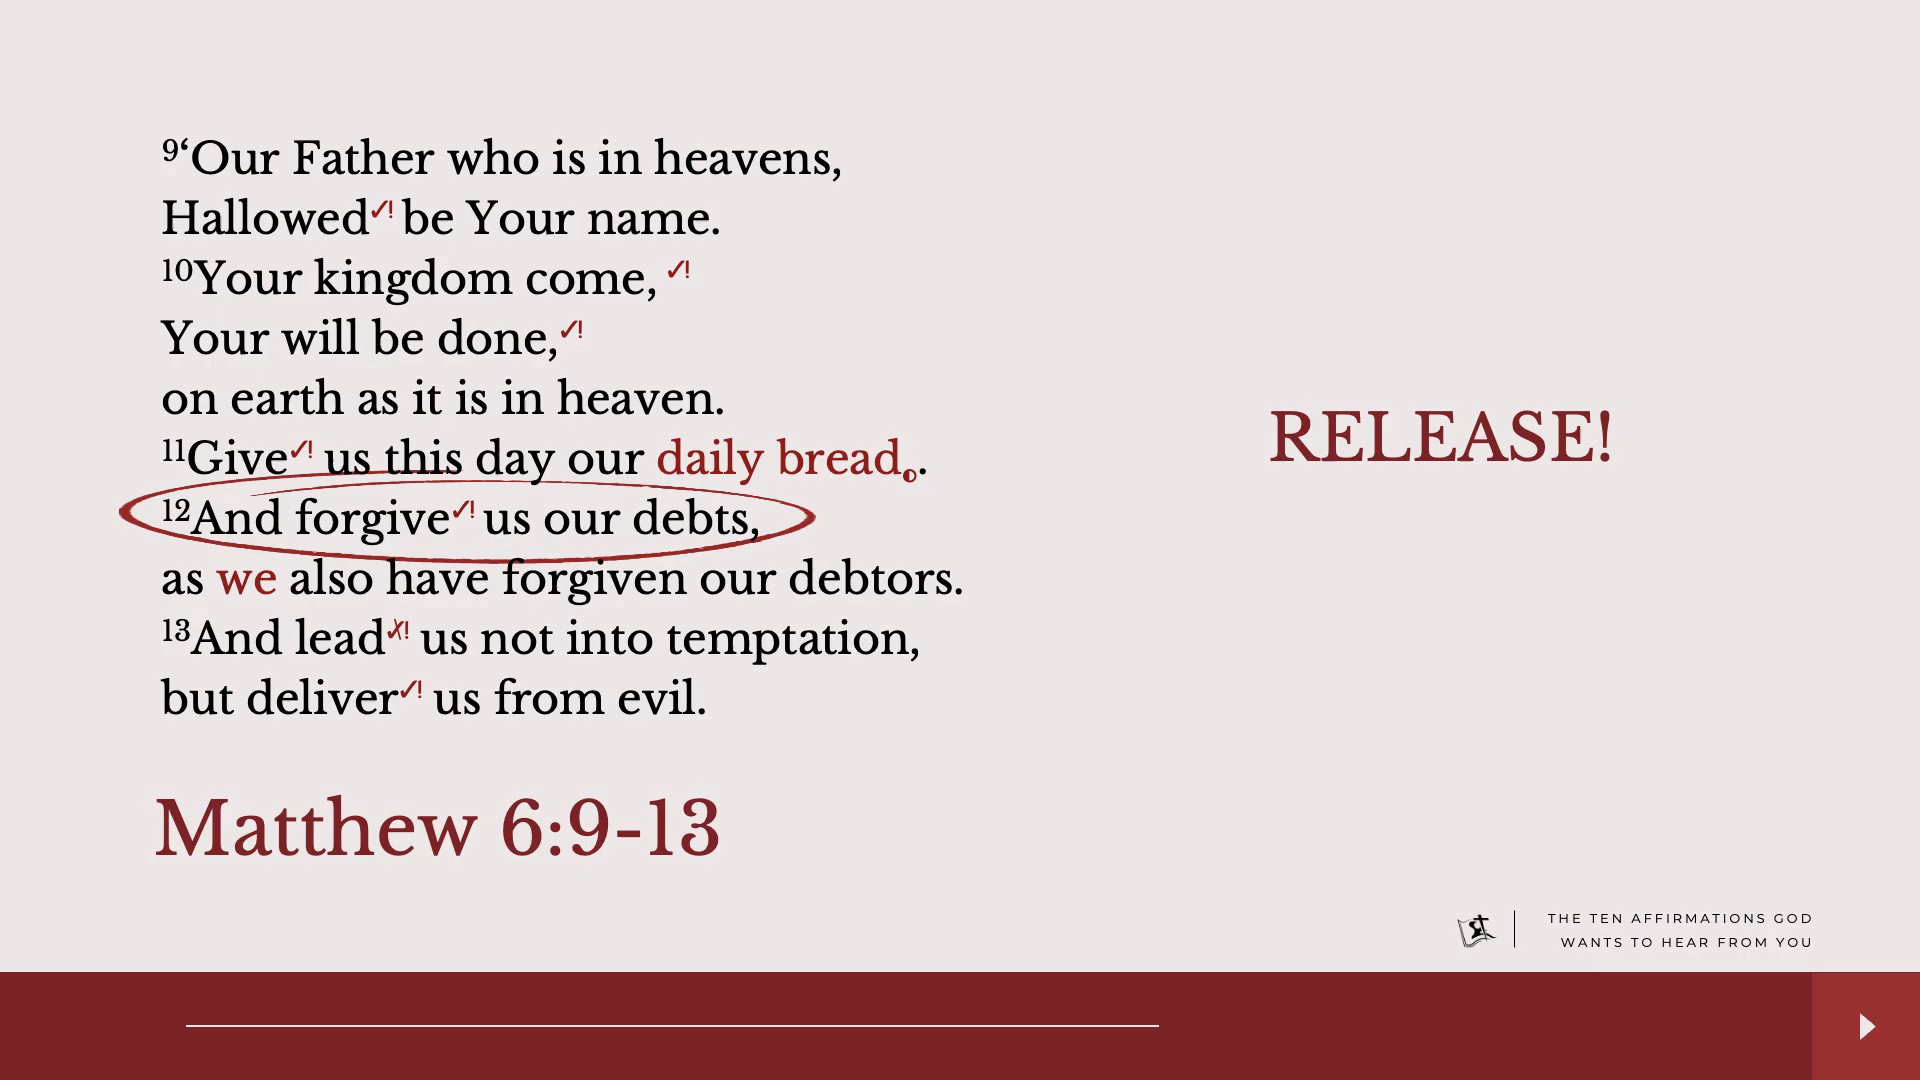 ⁹‘Our Father who is in heavens,
Hallowed✓! be Your name.
¹⁰Your kingdom come, ✓!
Your will be done,✓!
on earth as it is in heaven.
¹¹Give✓! us this day our daily bread◐.
¹²And forgive✓! us our debts,
as we also have forgiven our debtors.
¹³And lead✗! us not into temptation,
but deliver✓! us from evil.
Matthew 6:9-13
RELEASE!
THE TEN AFFIRMATIONS GOD
WANTS TO HEAR FROM YOU